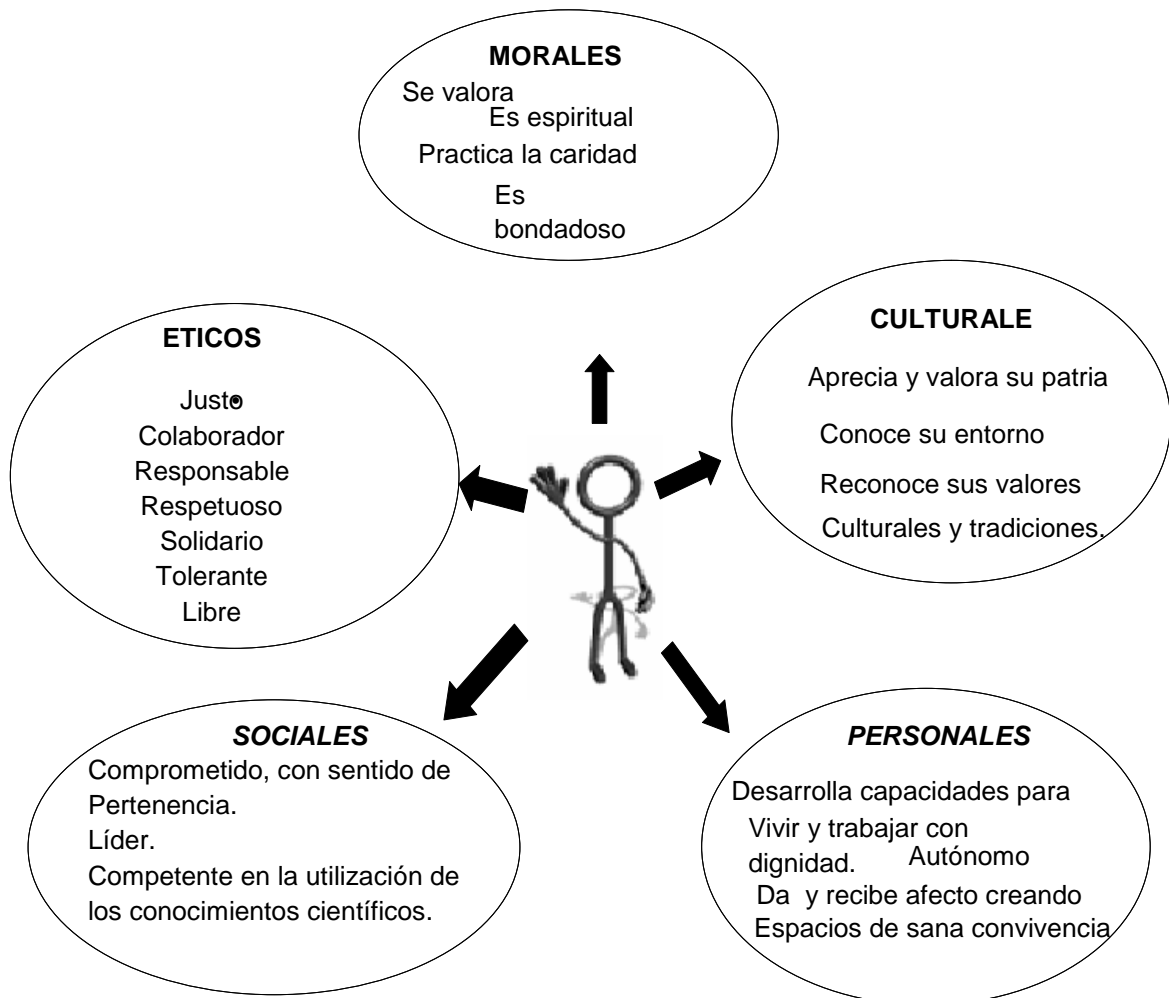 MORALES
Se valora
Es espiritual
Practica la caridad
Es
bondadoso
ETICOS
Justo
Colaborador
Responsable
Respetuoso
Solidario
Tolerante
Libre
CULTURALE
Aprecia y valora su patria
Conoce su entorno
Reconoce sus valores
Culturales y tradiciones.
SOCIALES
Comprometido, con sentido de
Pertenencia.
Líder.
Competente en la utilización de
los conocimientos científicos.
PERSONALES
Desarrolla capacidades para
Vivir y trabajar con
dignidad.
Autónomo
Da y recibe afecto creando
Espacios de sana convivencia